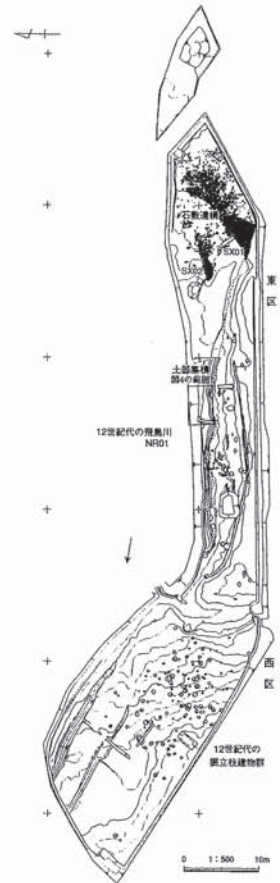 石敷遺構
SX01
SX02
東区
土器集積
図4の範囲
12世紀代の飛鳥川
NR01
西区
12世紀代の
掘立柱建物群
0 1:500 10m